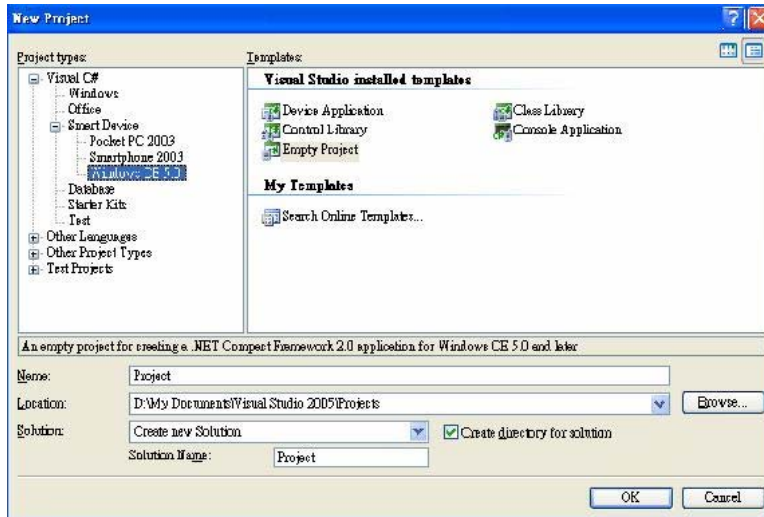 New Project
Project types:
Templates:
Visual C#
Windows
Office
Smart Device
Pocket PC 2003
Smartphone 2003
Windows CE 5.0
Database
Starter Kits
Test
Other Languages
Other Project Types
Test Projects
Visual Studio installed templates
Device Application
Class Library
Control Library
Console Application
Empty Project
My Templates
Search Online Templates...
An empty project for creating a .NET Compact Framework 2.0 application for Windows CE 5.0 and later
Name:
Project
Location:
D:\My Documents\Visual Studio 2005\Projects
Browse...
Solution:
Create new Solution
Create directory for solution
Solution Name:
Project
OK
Cancel